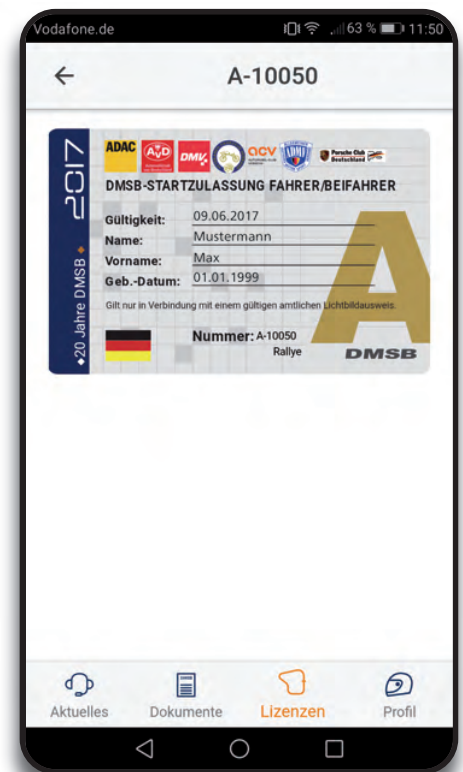 Vodafone.de 63 % 11:50
A-10050
2017
20 Jahre DMSB
ADAC AvD DMV acv ADMV Porsche Club Deutschland
DMSB-STARTZULASSUNG FAHRER/BEIFAHRER
Gültigkeit: 09.06.2017
Name: Mustermann
Vorname: Max
Geb.-Datum: 01.01.1999
Gilt nur in Verbindung mit einem gültigen amtlichen Lichtbildausweis.
A
Nummer: A-10050
Rallye
DMSB
Aktuelles Dokumente Lizenzen Profil